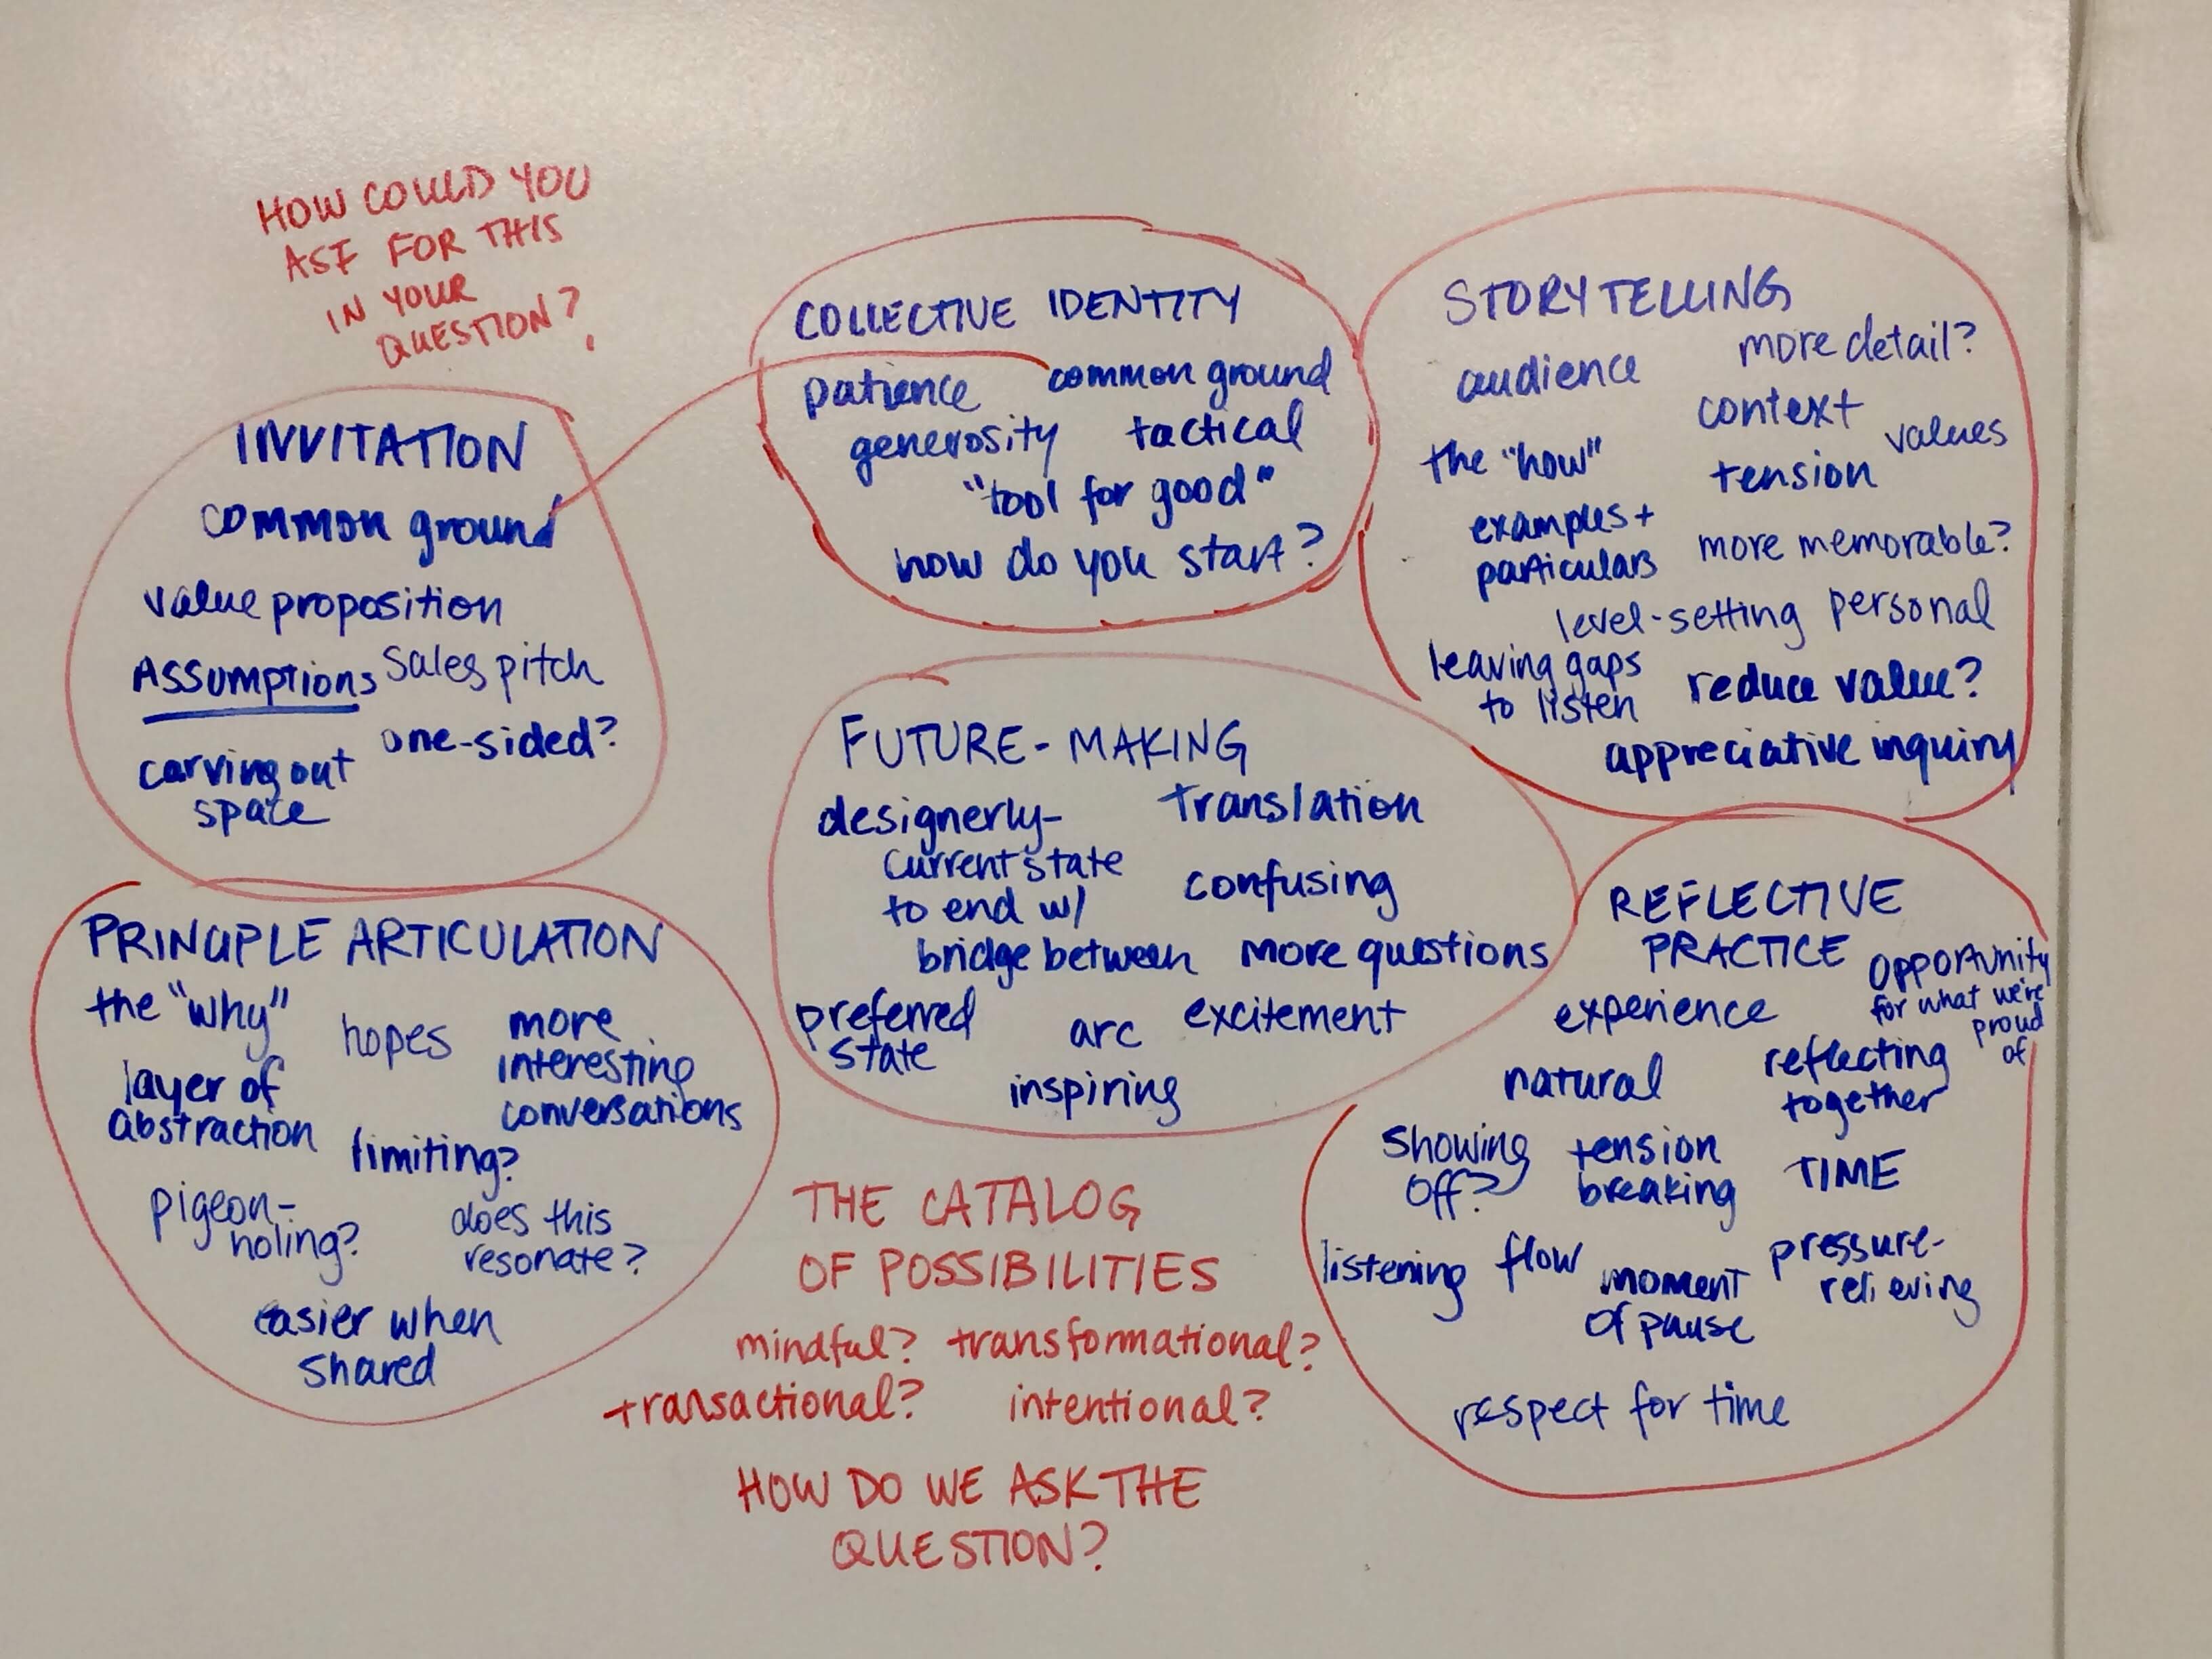 HOW COULD YOU
ASK FOR THIS
IN YOUR
QUESTION?
INVITATION
common ground
value proposition
ASSUMPTIONS
sales pitch
one-sided?
carving out
space
COLLECTIVE IDENTITY
patience
common ground
generosity
tactical
"tool for good"
how do you start?
STORYTELLING
audience
more detail?
context
values
the "how"
tension
examples +
particulars
more memorable?
level-setting
personal
leaving gaps
to listen
reduce value?
appreciative inquiry
PRINCIPLE ARTICULATION
the "why"
hopes
more
interesting
conversations
layer of
abstraction
limiting?
pigeon-
holing?
does this
resonate?
easier when
shared
FUTURE-MAKING
designerly-
current state
to end w/
bridge between
translation
confusing
more questions
preferred
state
arc
excitement
inspiring
REFLECTIVE
PRACTICE
opportunity
for what we're
proud
of
experience
natural
reflecting
together
showing
off?
tension
breaking
TIME
listening
flow
moment
of pause
pressure-
relieving
respect for time
THE CATALOG
OF POSSIBILITIES
mindful? transformational?
transactional? intentional?
HOW DO WE ASK THE
QUESTION?